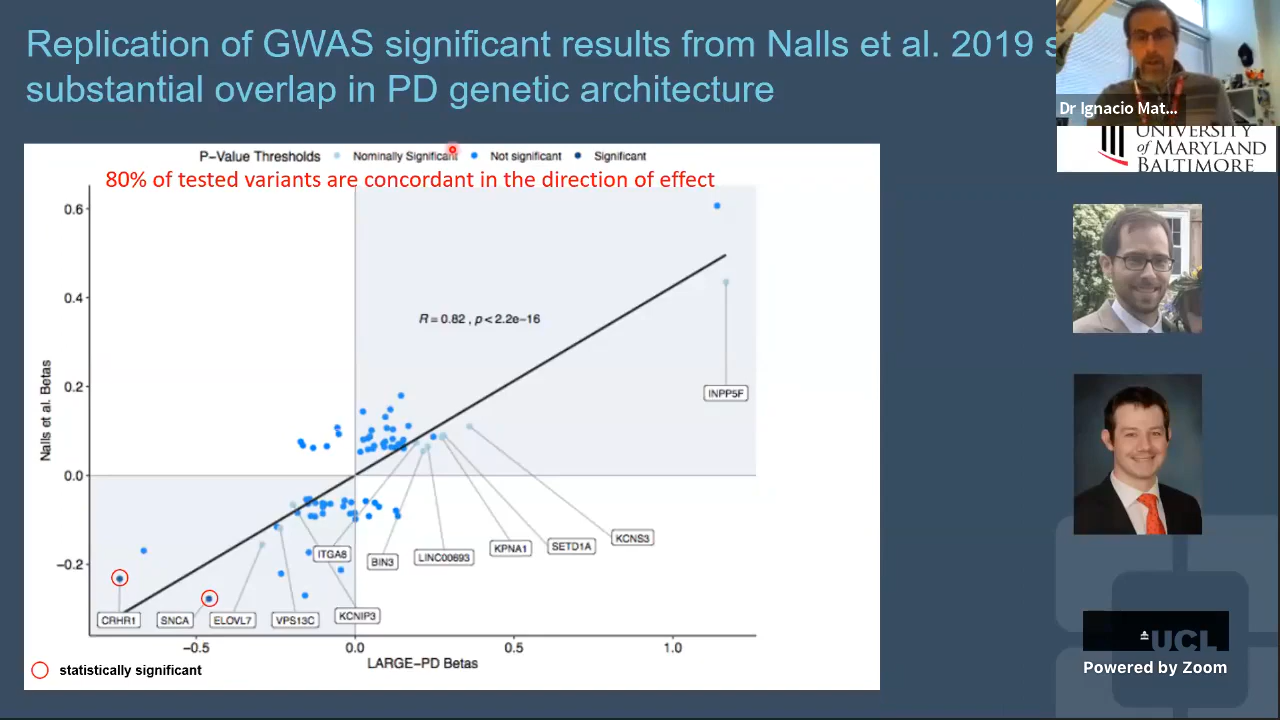 Replication of GWAS significant results from Nalls et al. 2019 s
substantial overlap in PD genetic architecture
Dr Ignacio Mat...
UNIVERSITY
of MARYLAND
BALTIMORE
P-Value Thresholds Nominally Significant Not significant Significant
80% of tested variants are concordant in the direction of effect
0.6
0.4
R = 0.82 , p < 2.2e-16
0.2
INPP5F
Nalls et al. Betas
0.0
KCNS3
SETD1A
KPNA1
ITGA8
LINC00693
BIN3
-0.2
KCNIP3
CRHR1
SNCA
ELOVL7
VPS13C
-0.5
0.0
0.5
1.0
LARGE-PD Betas
statistically significant
UCL
Powered by Zoom